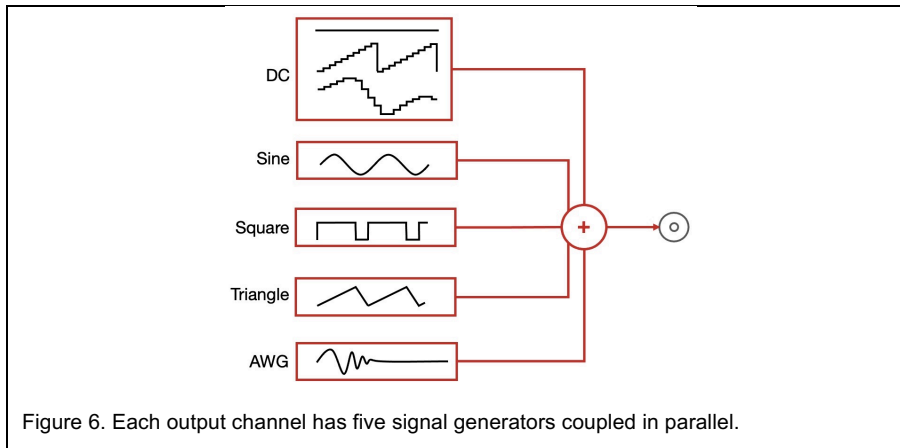 DC
Sine
Square
+
Triangle
AWG
Figure 6. Each output channel has five signal generators coupled in parallel.